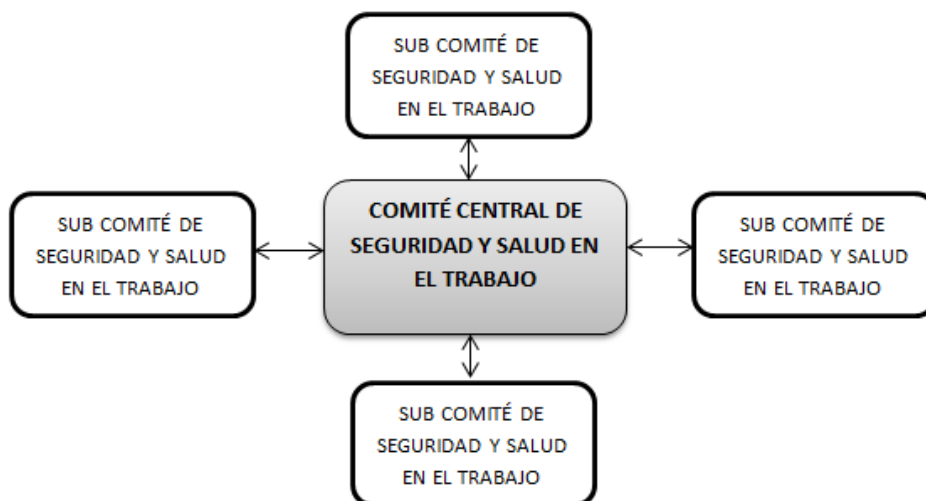 SUB COMITÉ DE
SEGURIDAD Y SALUD
EN EL TRABAJO
COMITÉ CENTRAL DE
SEGURIDAD Y SALUD EN
EL TRABAJO
SUB COMITÉ DE
SEGURIDAD Y SALUD
EN EL TRABAJO
SUB COMITÉ DE
SEGURIDAD Y SALUD
EN EL TRABAJO
SUB COMITÉ DE
SEGURIDAD Y SALUD
EN EL TRABAJO